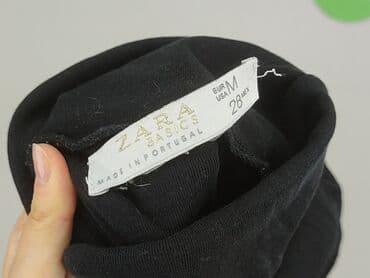 ZARA
BASICS
MADE IN PORTUGAL
EUR
USA M
28 MEX